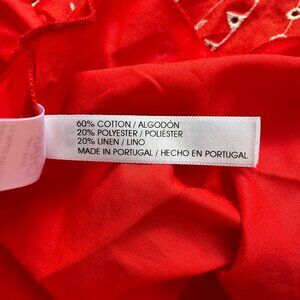 60% COTTON / ALGODÓN
20% POLYESTER / POLIÉSTER
20% LINEN / LINO
MADE IN PORTUGAL / HECHO EN PORTUGAL